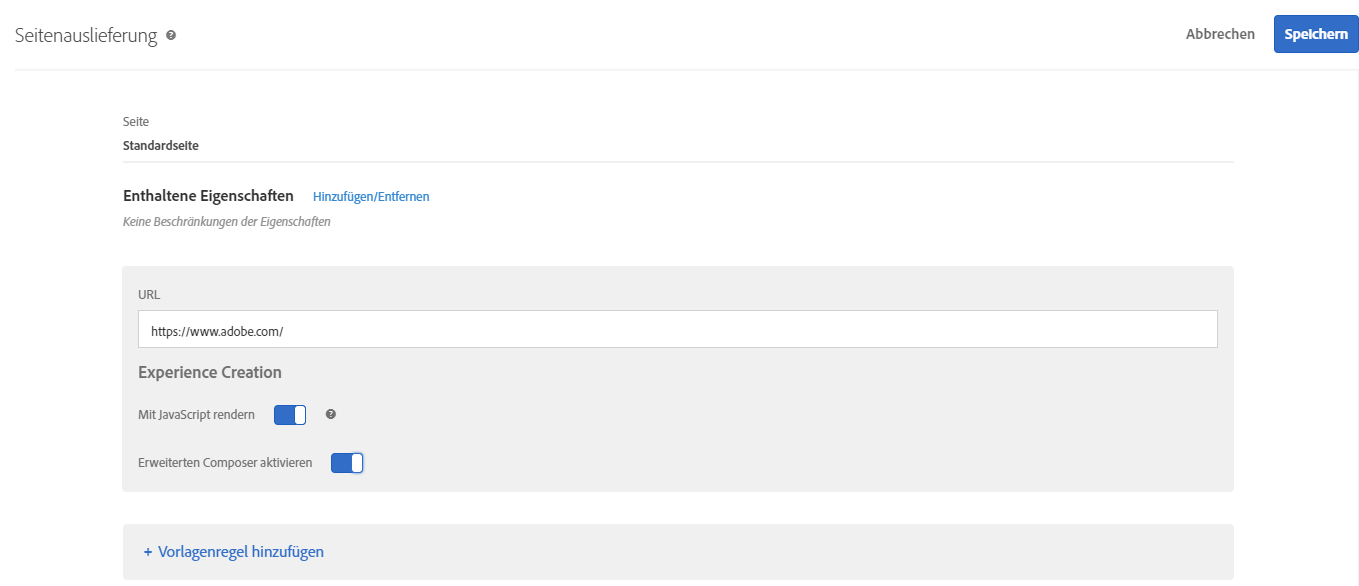 Seitenauslieferung
Abbrechen
Speichern
Seite
Standardseite
Enthaltene Eigenschaften Hinzufügen/Entfernen
Keine Beschränkungen der Eigenschaften
URL
https://www.adobe.com/
Experience Creation
Mit JavaScript rendern
Erweiterten Composer aktivieren
+ Vorlagenregel hinzufügen